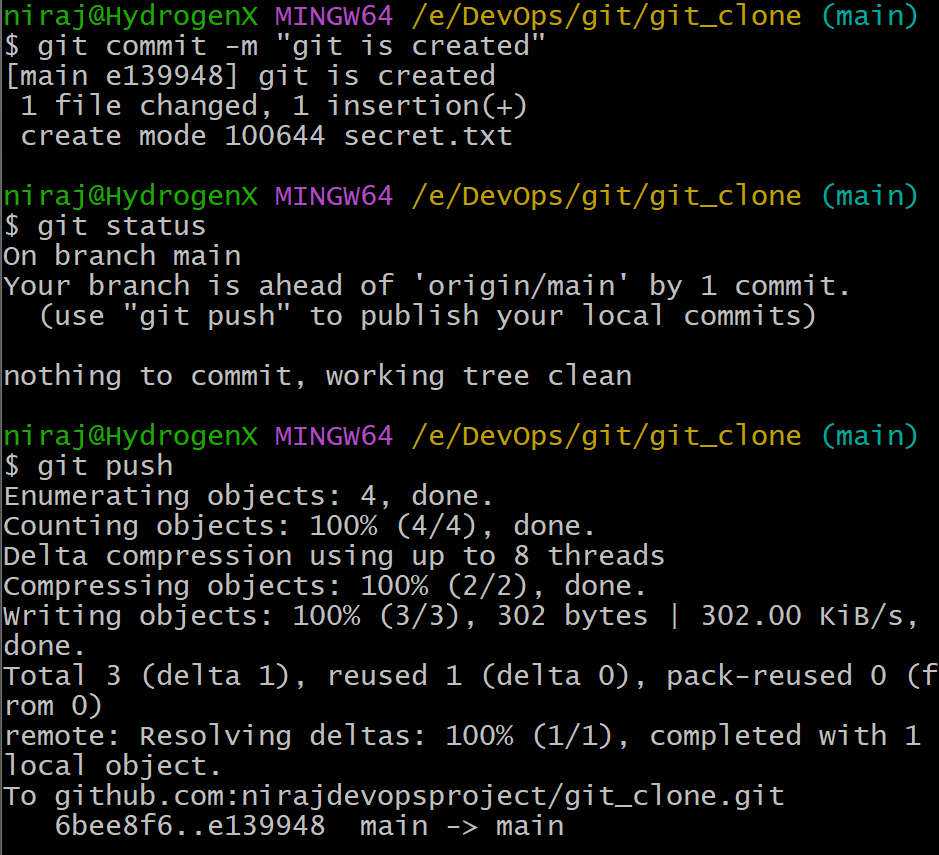 niraj@HydrogenX MINGW64 /e/DevOps/git/git_clone (main)
$ git commit -m "git is created"
[main e139948] git is created
 1 file changed, 1 insertion(+)
 create mode 100644 secret.txt

niraj@HydrogenX MINGW64 /e/DevOps/git/git_clone (main)
$ git status
On branch main
Your branch is ahead of 'origin/main' by 1 commit.
  (use "git push" to publish your local commits)

nothing to commit, working tree clean

niraj@HydrogenX MINGW64 /e/DevOps/git/git_clone (main)
$ git push
Enumerating objects: 4, done.
Counting objects: 100% (4/4), done.
Delta compression using up to 8 threads
Compressing objects: 100% (2/2), done.
Writing objects: 100% (3/3), 302 bytes | 302.00 KiB/s,
done.
Total 3 (delta 1), reused 1 (delta 0), pack-reused 0 (f
rom 0)
remote: Resolving deltas: 100% (1/1), completed with 1
local object.
To github.com:nirajdevopsproject/git_clone.git
   6bee8f6..e139948  main -> main